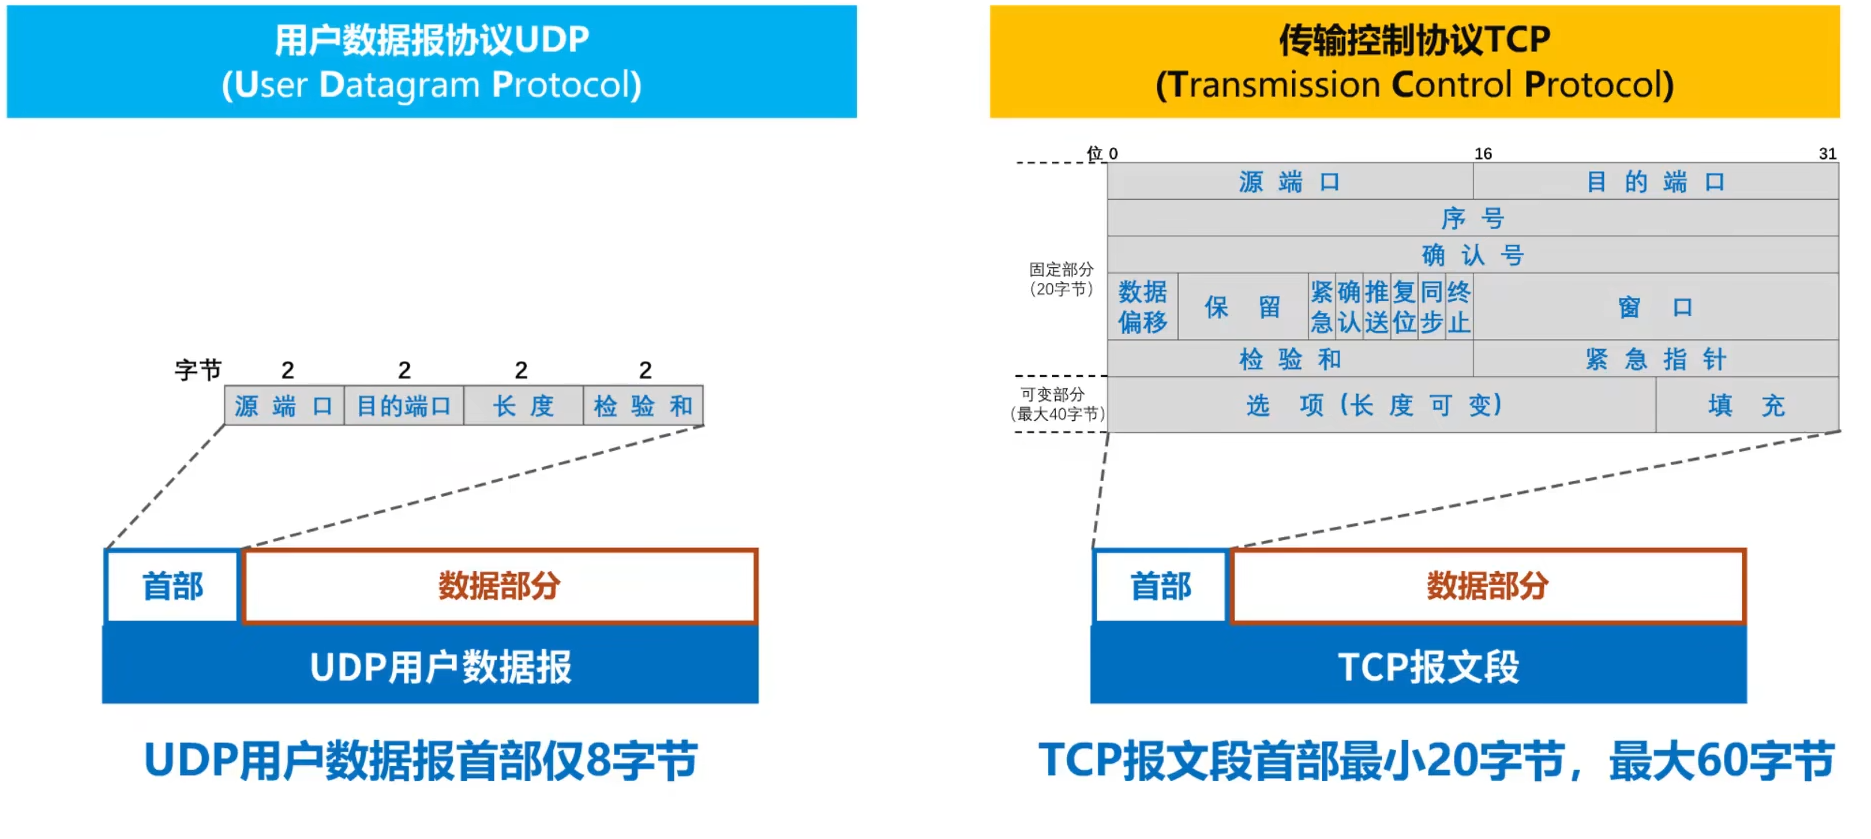 用户数据报协议UDP
(User Datagram Protocol)
字节 2 2 2 2
源端口 目的端口 长度 检验和
首部 数据部分
UDP用户数据报
UDP用户数据报首部仅8字节
传输控制协议TCP
(Transmission Control Protocol)
位 0 16 31
源端口 目的端口
序号
确认号
固定部分
(20字节)
数据偏移 保留 紧急 确认 推送 复位 同步 终止 窗口
检验和 紧急指针
可变部分
(最大40字节)
选项(长度可变) 填充
首部 数据部分
TCP报文段
TCP报文段首部最小20字节，最大60字节